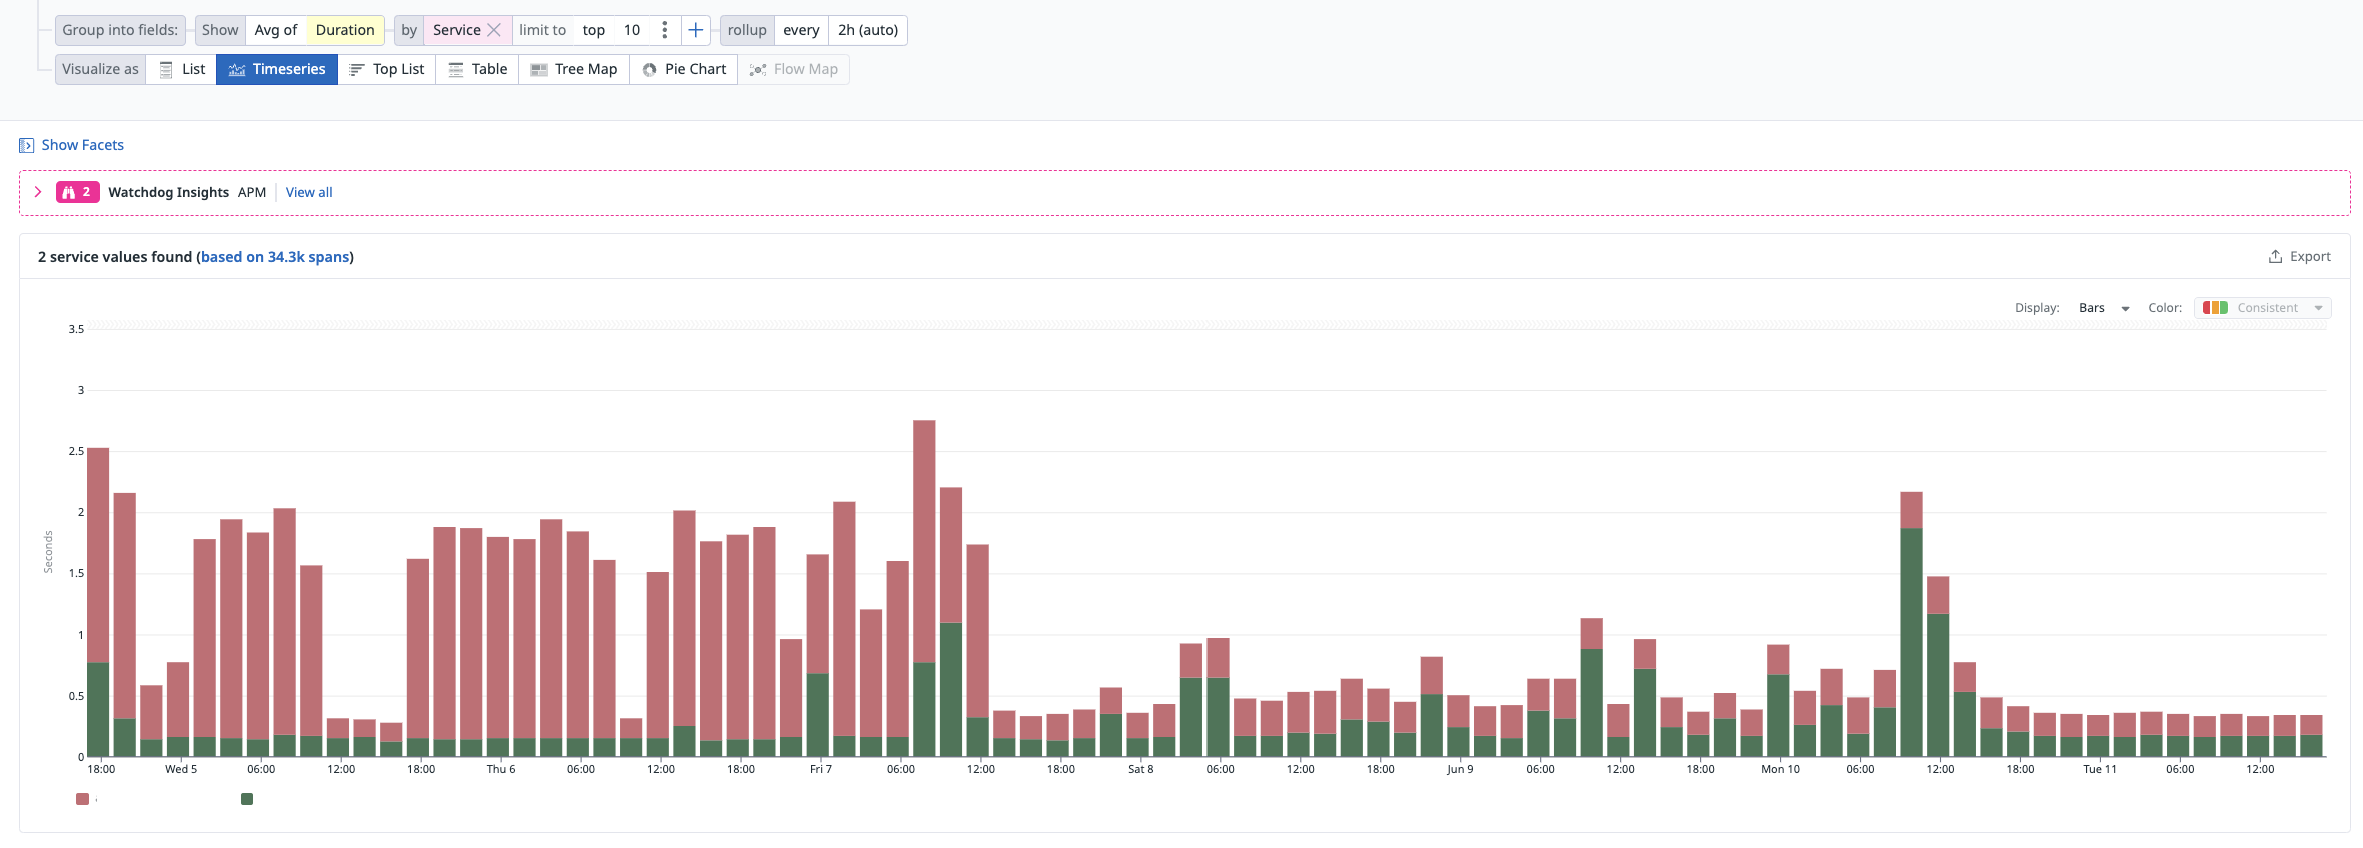 Group into fields: Show Avg of Duration by Service limit to top 10 rollup every 2h (auto)
Visualize as List Timeseries Top List Table Tree Map Pie Chart Flow Map
Show Facets
2 Watchdog Insights APM View all
2 service values found (based on 34.3k spans) Export
Display: Bars Color: Consistent
3.5
3
2.5
2
1.5
1
0.5
0
Seconds
18:00 Wed 5 06:00 12:00 18:00 Thu 6 06:00 12:00 18:00 Fri 7 06:00 12:00 18:00 Sat 8 06:00 12:00 18:00 Jun 9 06:00 12:00 18:00 Mon 10 06:00 12:00 18:00 Tue 11 06:00 12:00